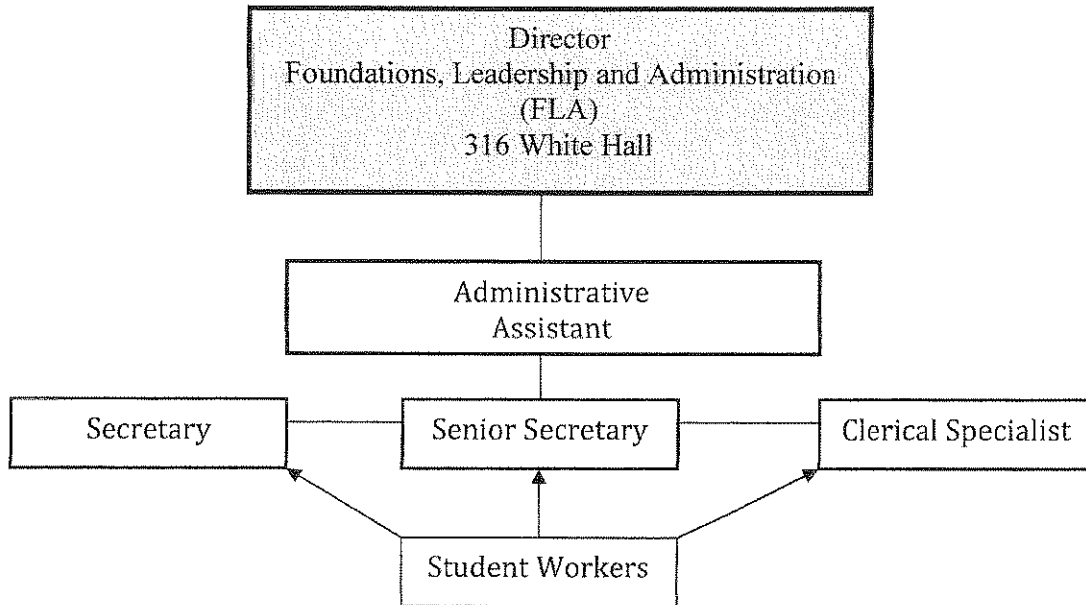 Director
Foundations, Leadership and Administration
(FLA)
316 White Hall
Administrative
Assistant
Secretary
Senior Secretary
Clerical Specialist
Student Workers